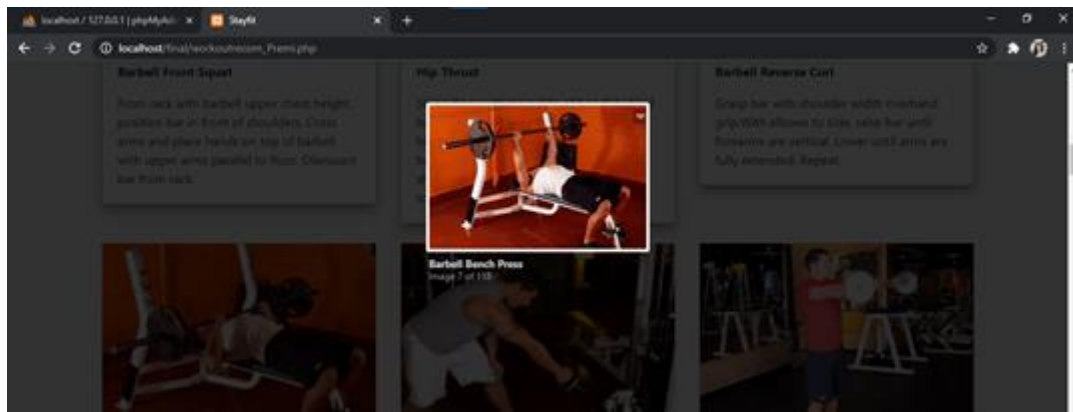 localhost / 127.0.0.1 | phpMyAd
Stayfit
localhost/final/workoutrecom_Premi.php
Barbell Front Squat
Hip Thrust
Barbell Reverse Curl
From rack with barbell upper chest height,
position bar in front of shoulders. Cross
arms and place hands on top of barbell
with upper arms parallel to floor. Dismount
bar from rack.
Grasp bar with shoulder width overhand
grip.With elbows to side, raise bar until
forearms are vertical. Lower until arms are
fully extended. Repeat.
Barbell Bench Press
Image 7 of